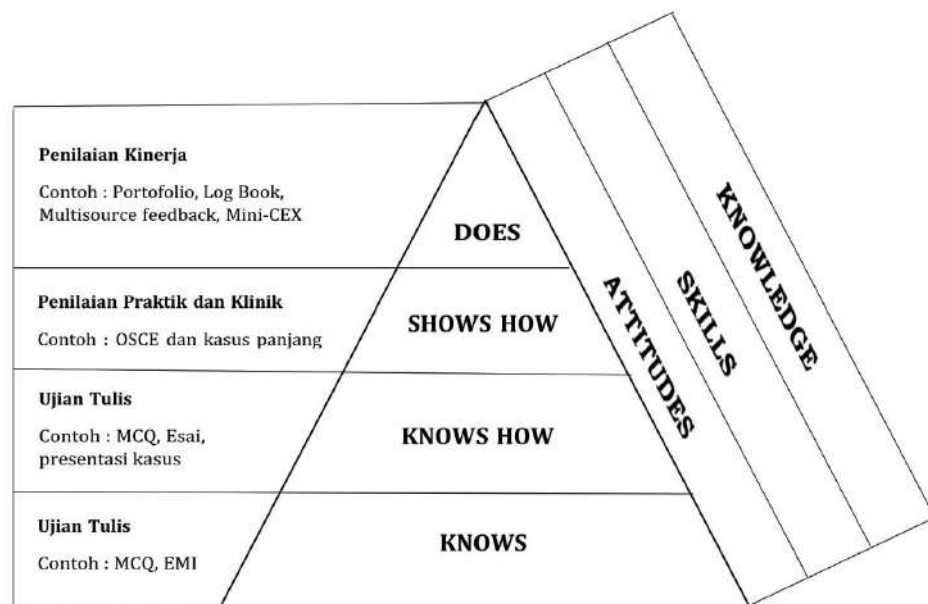 Penilaian Kinerja
Contoh : Portofolio, Log Book,
Multisource feedback, Mini-CEX
DOES
Penilaian Praktik dan Klinik
Contoh : OSCE dan kasus panjang
SHOWS HOW
Ujian Tulis
Contoh : MCQ, Esai,
presentasi kasus
KNOWS HOW
Ujian Tulis
Contoh : MCQ, EMI
KNOWS
ATTITUDES
SKILLS
KNOWLEDGE